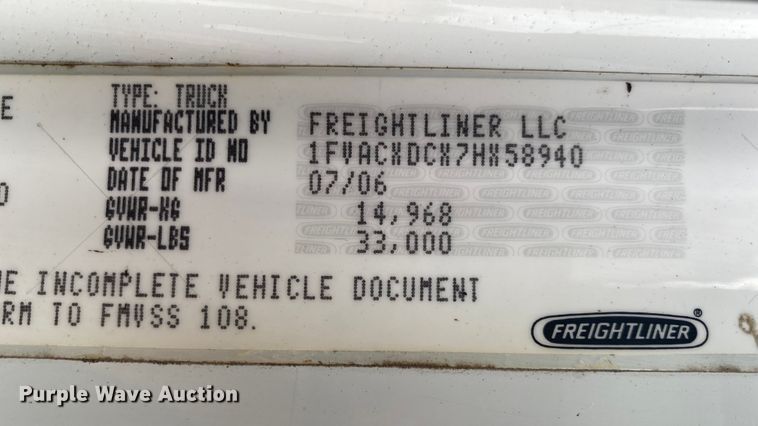 E
TYPE: TRUCK
MANUFACTURED BY FREIGHTLINER LLC
VEHICLE ID NO 1FVACXDCX7HX58940
DATE OF MFR 07/06
GVWR-KG 14,968
GVWR-LBS 33,000
INCOMPLETE VEHICLE DOCUMENT
RM TO FMVSS 108.
FREIGHTLINER®
Purple Wave Auction